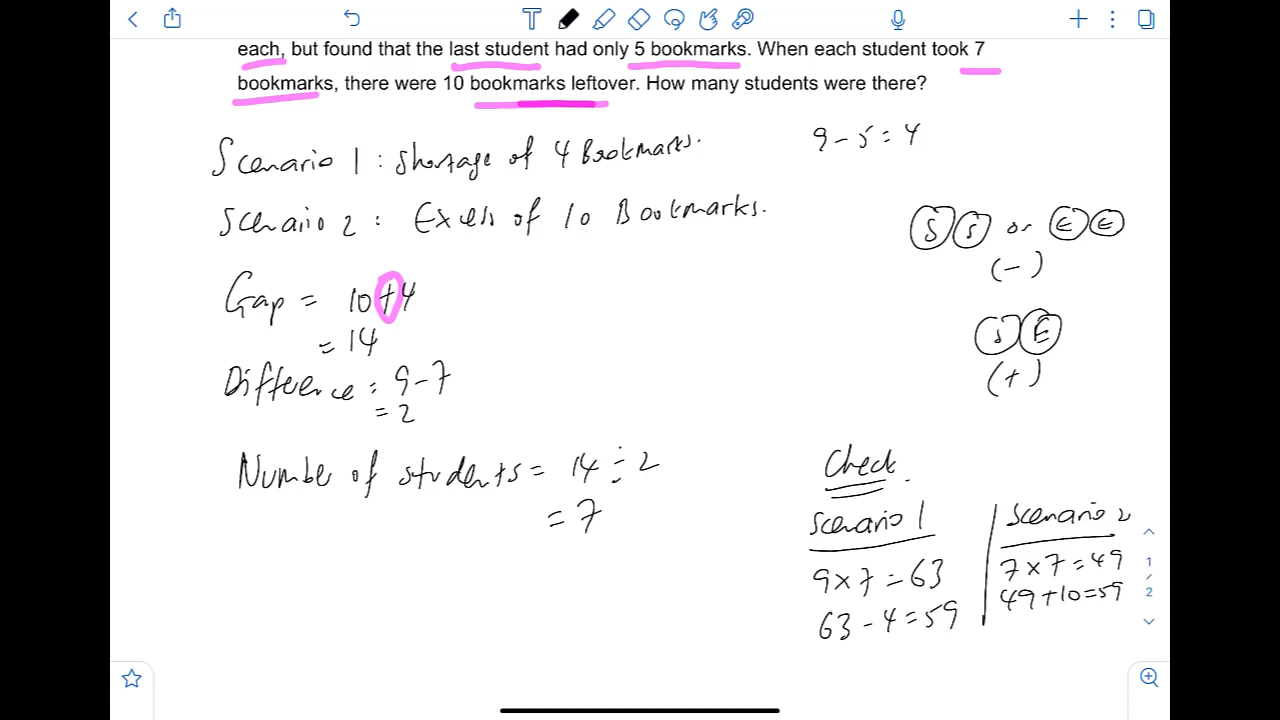 each, but found that the last student had only 5 bookmarks. When each student took 7
bookmarks, there were 10 bookmarks leftover. How many students were there?
9 - 5 = 4
Scenario 1 : Shortage of 4 Bookmarks.
Scenario 2 : Excess of 10 Bookmarks.
S S or E E
(-)
Gap = 10 + 4
= 14
S E
(+)
Difference = 9 - 7
= 2
Number of students = 14 ÷ 2
= 7
Check
Scenario 1
9 x 7 = 63
63 - 4 = 59
Scenario 2
7 x 7 = 49
49 + 10 = 59
1
/
2